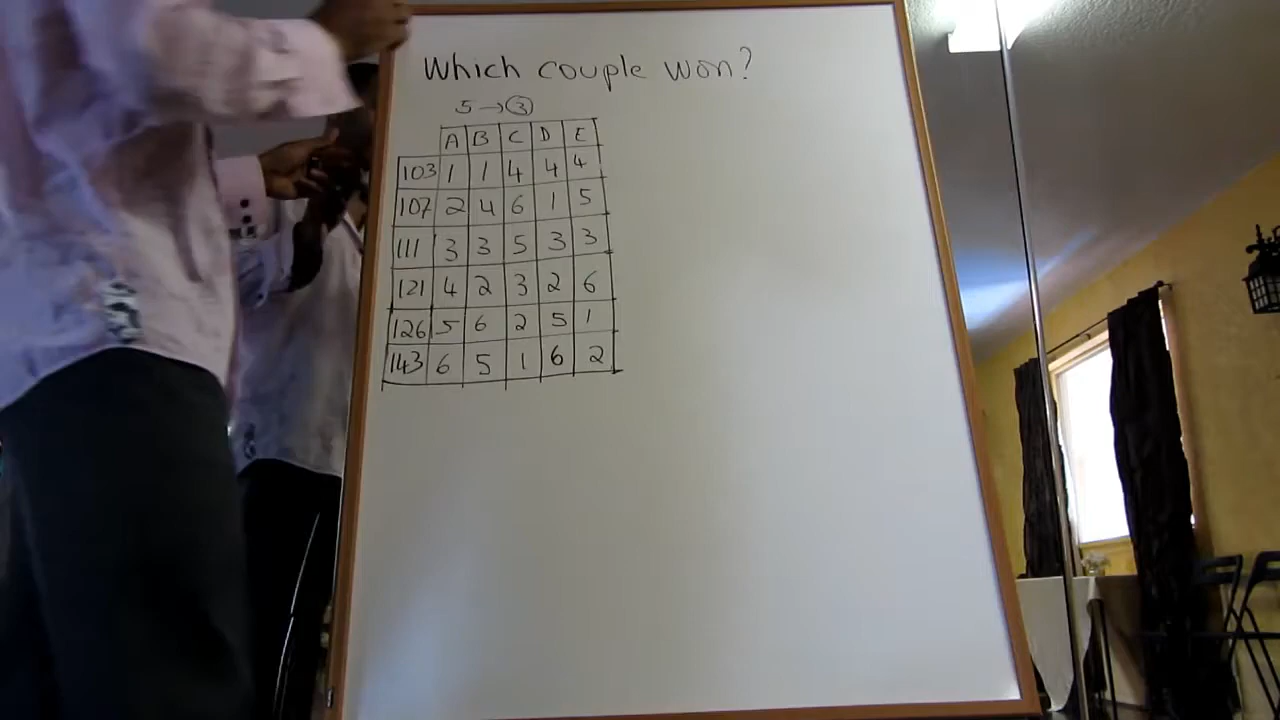 Which couple won?
5 → 3
A B C D E
103 1 1 4 4 4
107 2 4 6 1 5
111 3 3 5 3 3
121 4 2 3 2 6
126 5 6 2 5 1
143 6 5 1 6 2